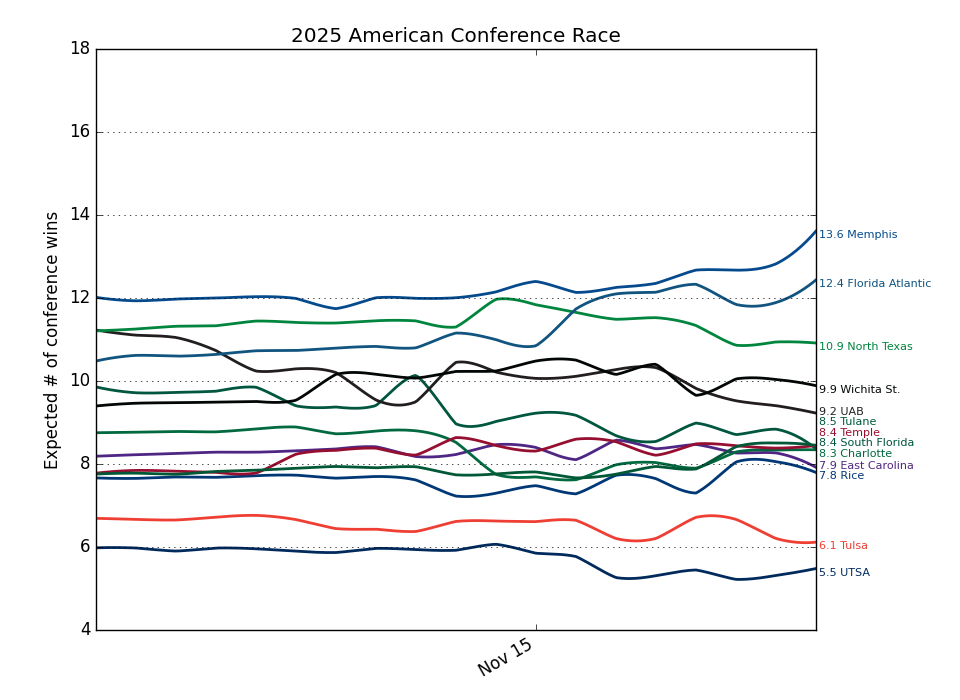 2025 American Conference Race
Expected # of conference wins
18
16
14
12
10
8
6
4
Nov 15
13.6 Memphis
12.4 Florida Atlantic
10.9 North Texas
9.9 Wichita St.
9.2 UAB
8.5 Tulane
8.4 Temple
8.4 South Florida
8.3 Charlotte
7.9 East Carolina
7.8 Rice
6.1 Tulsa
5.5 UTSA